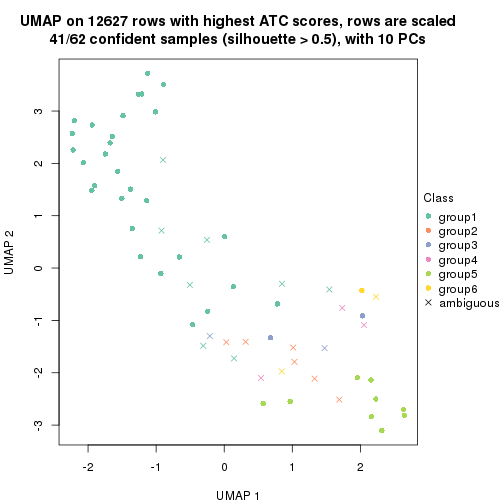 UMAP on 12627 rows with highest ATC scores, rows are scaled
41/62 confident samples (silhouette > 0.5), with 10 PCs
3
2
1
0
-1
-2
-3
UMAP 2
-2
-1
0
1
2
UMAP 1
Class
group1
group2
group3
group4
group5
group6
ambiguous